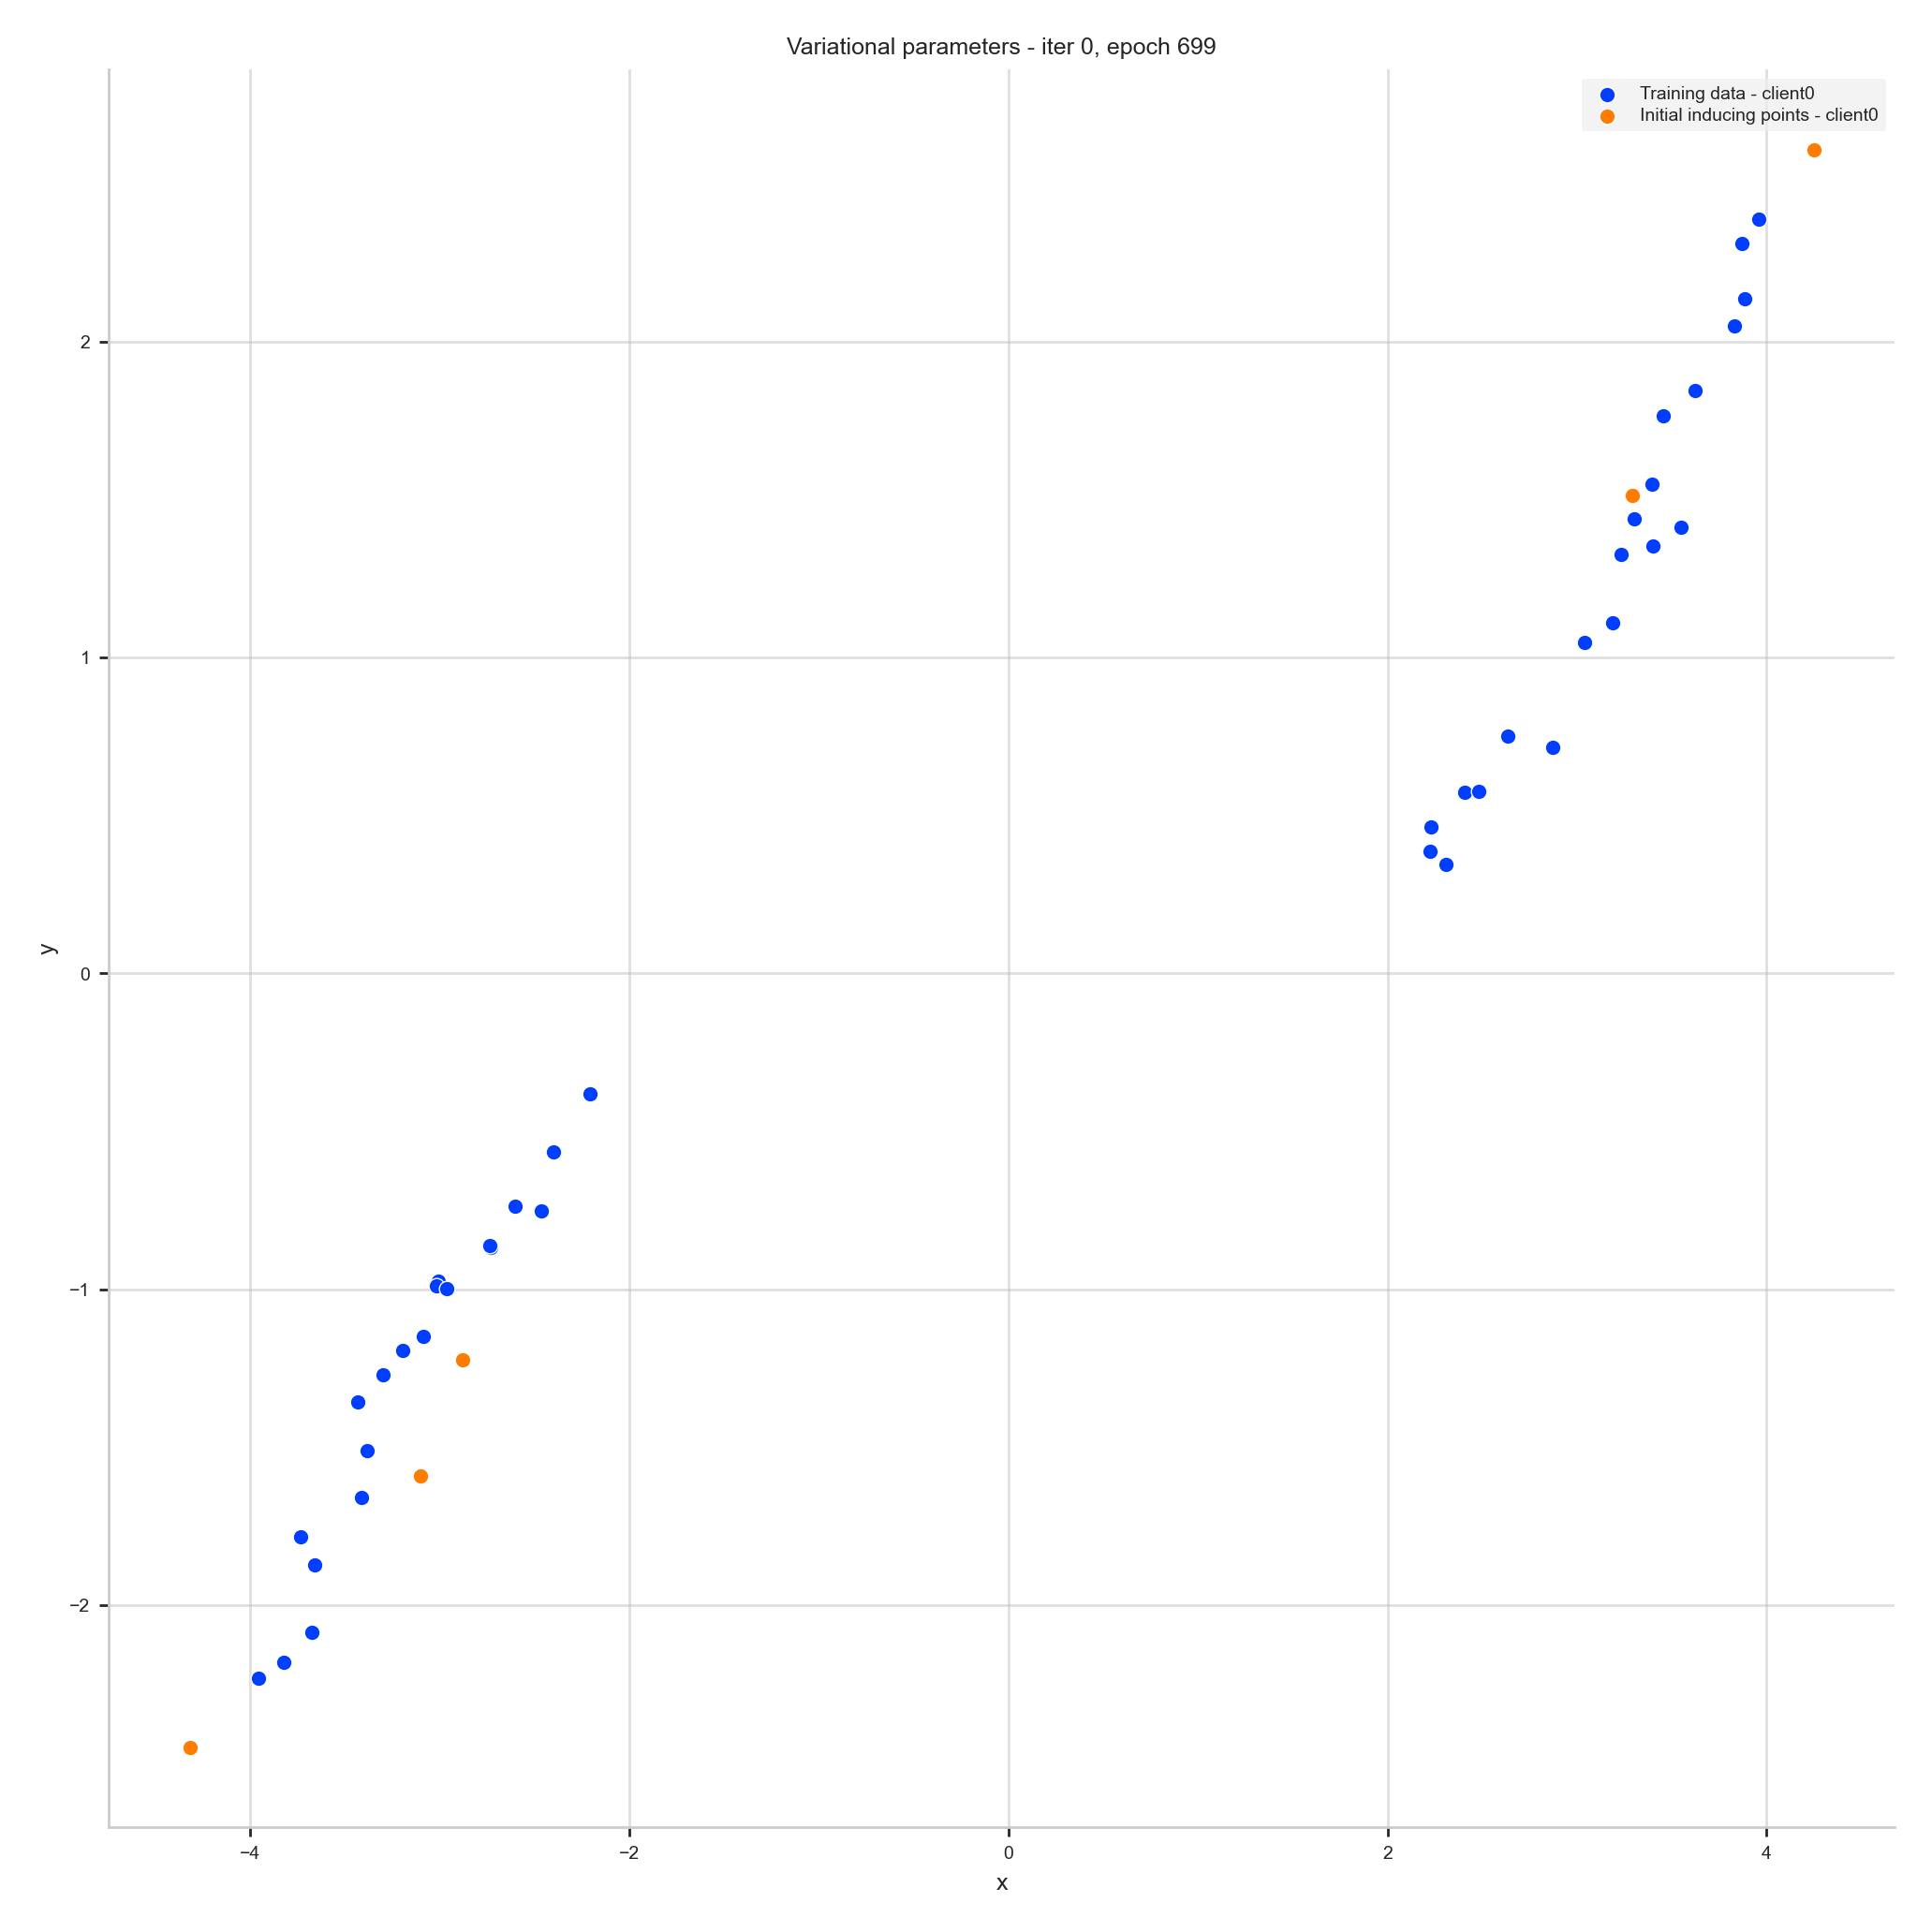 Variational parameters - iter 0, epoch 699
Training data - client0
Initial inducing points - client0
2
1
0
−1
−2
y
−4
−2
0
2
4
x